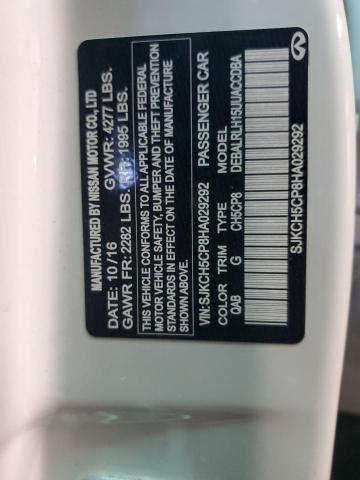 MANUFACTURED BY NISSAN MOTOR CO., LTD
DATE: 10/16 GVWR: 4277 LBS.
GAWR FR: 2282 LBS. RR: 1995 LBS.
THIS VEHICLE CONFORMS TO ALL APPLICABLE FEDERAL
MOTOR VEHICLE SAFETY, BUMPER AND THEFT PREVENTION
STANDARDS IN EFFECT ON THE DATE OF MANUFACTURE
SHOWN ABOVE.
VIN: SJKCH5CP8HA029292 PASSENGER CAR
COLOR TRIM TYPE MODEL
QAB G CH5CP8 DEBALRLH15UUACCDBA
SJKCH5CP8HA029292